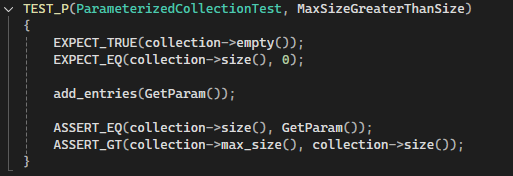 TEST_P(ParameterizedCollectionTest, MaxSizeGreaterThanSize)
{
    EXPECT_TRUE(collection->empty());
    EXPECT_EQ(collection->size(), 0);

    add_entries(GetParam());

    ASSERT_EQ(collection->size(), GetParam());
    ASSERT_GT(collection->max_size(), collection->size());
}